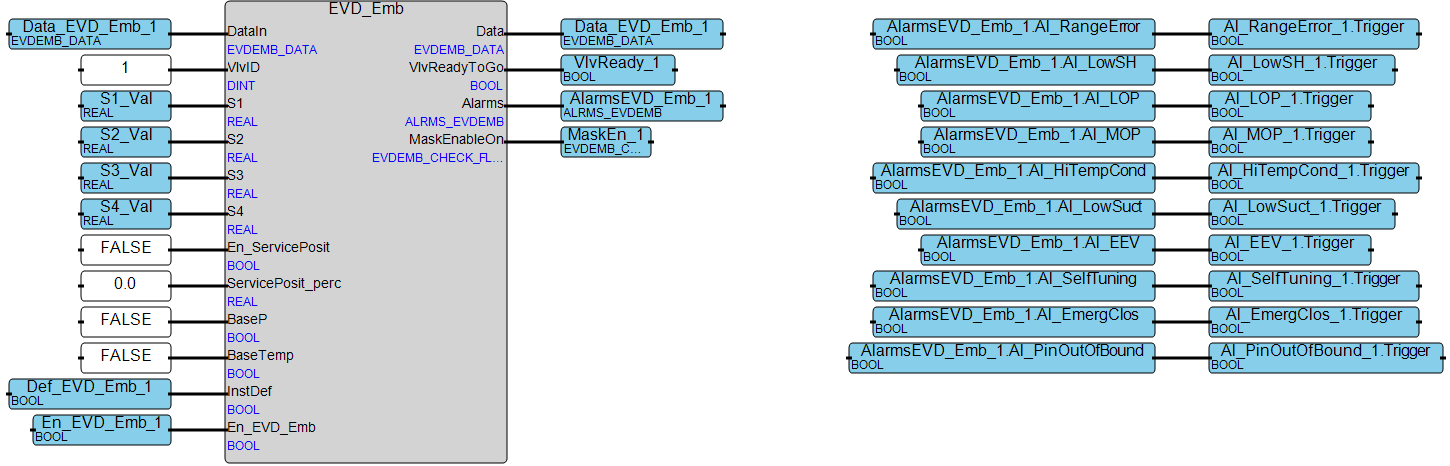 EVD_Emb
Data_EVD_Emb_1
EVDEMB_DATA
DataIn
EVDEMB_DATA
Data
EVDEMB_DATA
Data_EVD_Emb_1
EVDEMB_DATA
1
VlvID
DINT
VlvReadyToGo
BOOL
VlvReady_1
BOOL
S1_Val
REAL
S1
REAL
Alarms
ALRMS_EVDEMB
AlarmsEVD_Emb_1
ALRMS_EVDEMB
S2_Val
REAL
S2
REAL
MaskEnableOn
EVDEMB_CHECK_FL...
MaskEn_1
EVDEMB_C...
S3_Val
REAL
S3
REAL
S4_Val
REAL
S4
REAL
FALSE
En_ServicePosit
BOOL
0.0
ServicePosit_perc
REAL
FALSE
BaseP
BOOL
FALSE
BaseTemp
BOOL
Def_EVD_Emb_1
BOOL
InstDef
BOOL
En_EVD_Emb_1
BOOL
En_EVD_Emb
BOOL
AlarmsEVD_Emb_1.Al_RangeError
BOOL
Al_RangeError_1.Trigger
BOOL
AlarmsEVD_Emb_1.Al_LowSH
BOOL
Al_LowSH_1.Trigger
BOOL
AlarmsEVD_Emb_1.Al_LOP
BOOL
Al_LOP_1.Trigger
BOOL
AlarmsEVD_Emb_1.Al_MOP
BOOL
Al_MOP_1.Trigger
BOOL
AlarmsEVD_Emb_1.Al_HiTempCond
BOOL
Al_HiTempCond_1.Trigger
BOOL
AlarmsEVD_Emb_1.Al_LowSuct
BOOL
Al_LowSuct_1.Trigger
BOOL
AlarmsEVD_Emb_1.Al_EEV
BOOL
Al_EEV_1.Trigger
BOOL
AlarmsEVD_Emb_1.Al_SelfTuning
BOOL
Al_SelfTuning_1.Trigger
BOOL
AlarmsEVD_Emb_1.Al_EmergClos
BOOL
Al_EmergClos_1.Trigger
BOOL
AlarmsEVD_Emb_1.Al_PinOutOfBound
BOOL
Al_PinOutOfBound_1.Trigger
BOOL